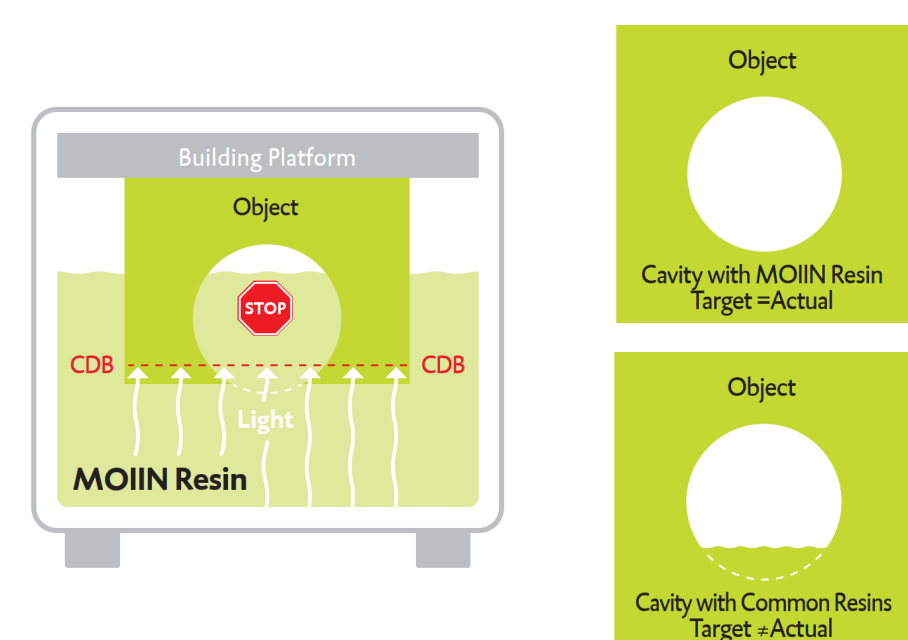 Building Platform
Object
STOP
CDB
CDB
Light
MOIIN Resin
Object
Cavity with MOIIN Resin
Target =Actual
Object
Cavity with Common Resins
Target ≠Actual